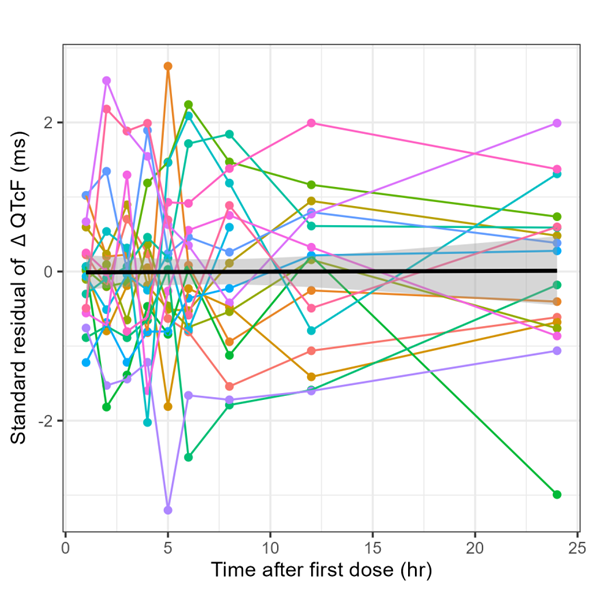 Standard residual of Δ QTcF (ms)
2
0
-2
0 5 10 15 20 25
Time after first dose (hr)